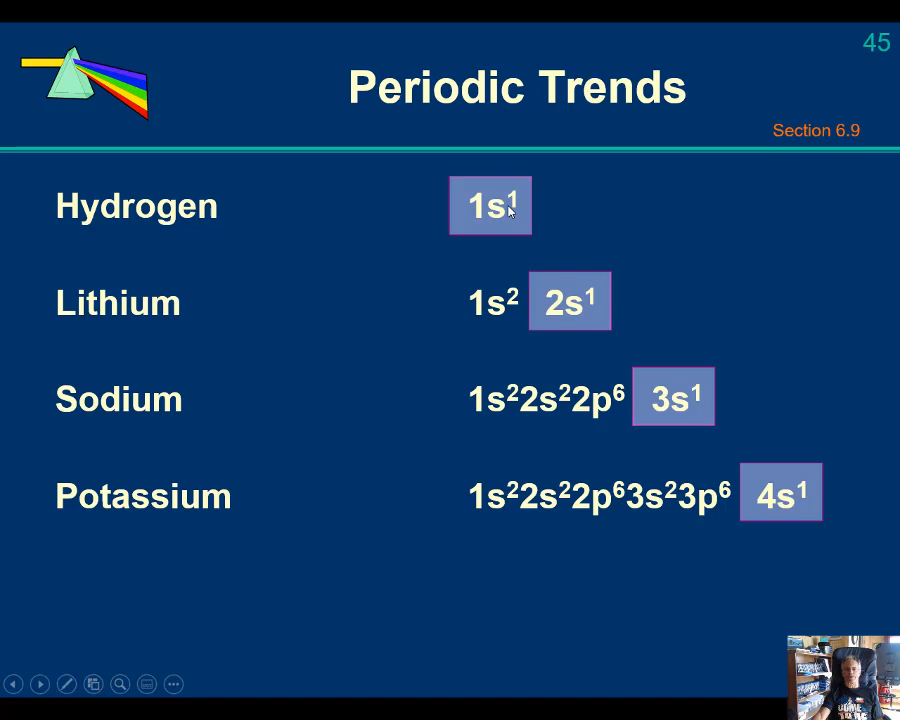 45
Periodic Trends
Section 6.9
Hydrogen 1s¹
Lithium 1s² 2s¹
Sodium 1s²2s²2p⁶ 3s¹
Potassium 1s²2s²2p⁶3s²3p⁶ 4s¹